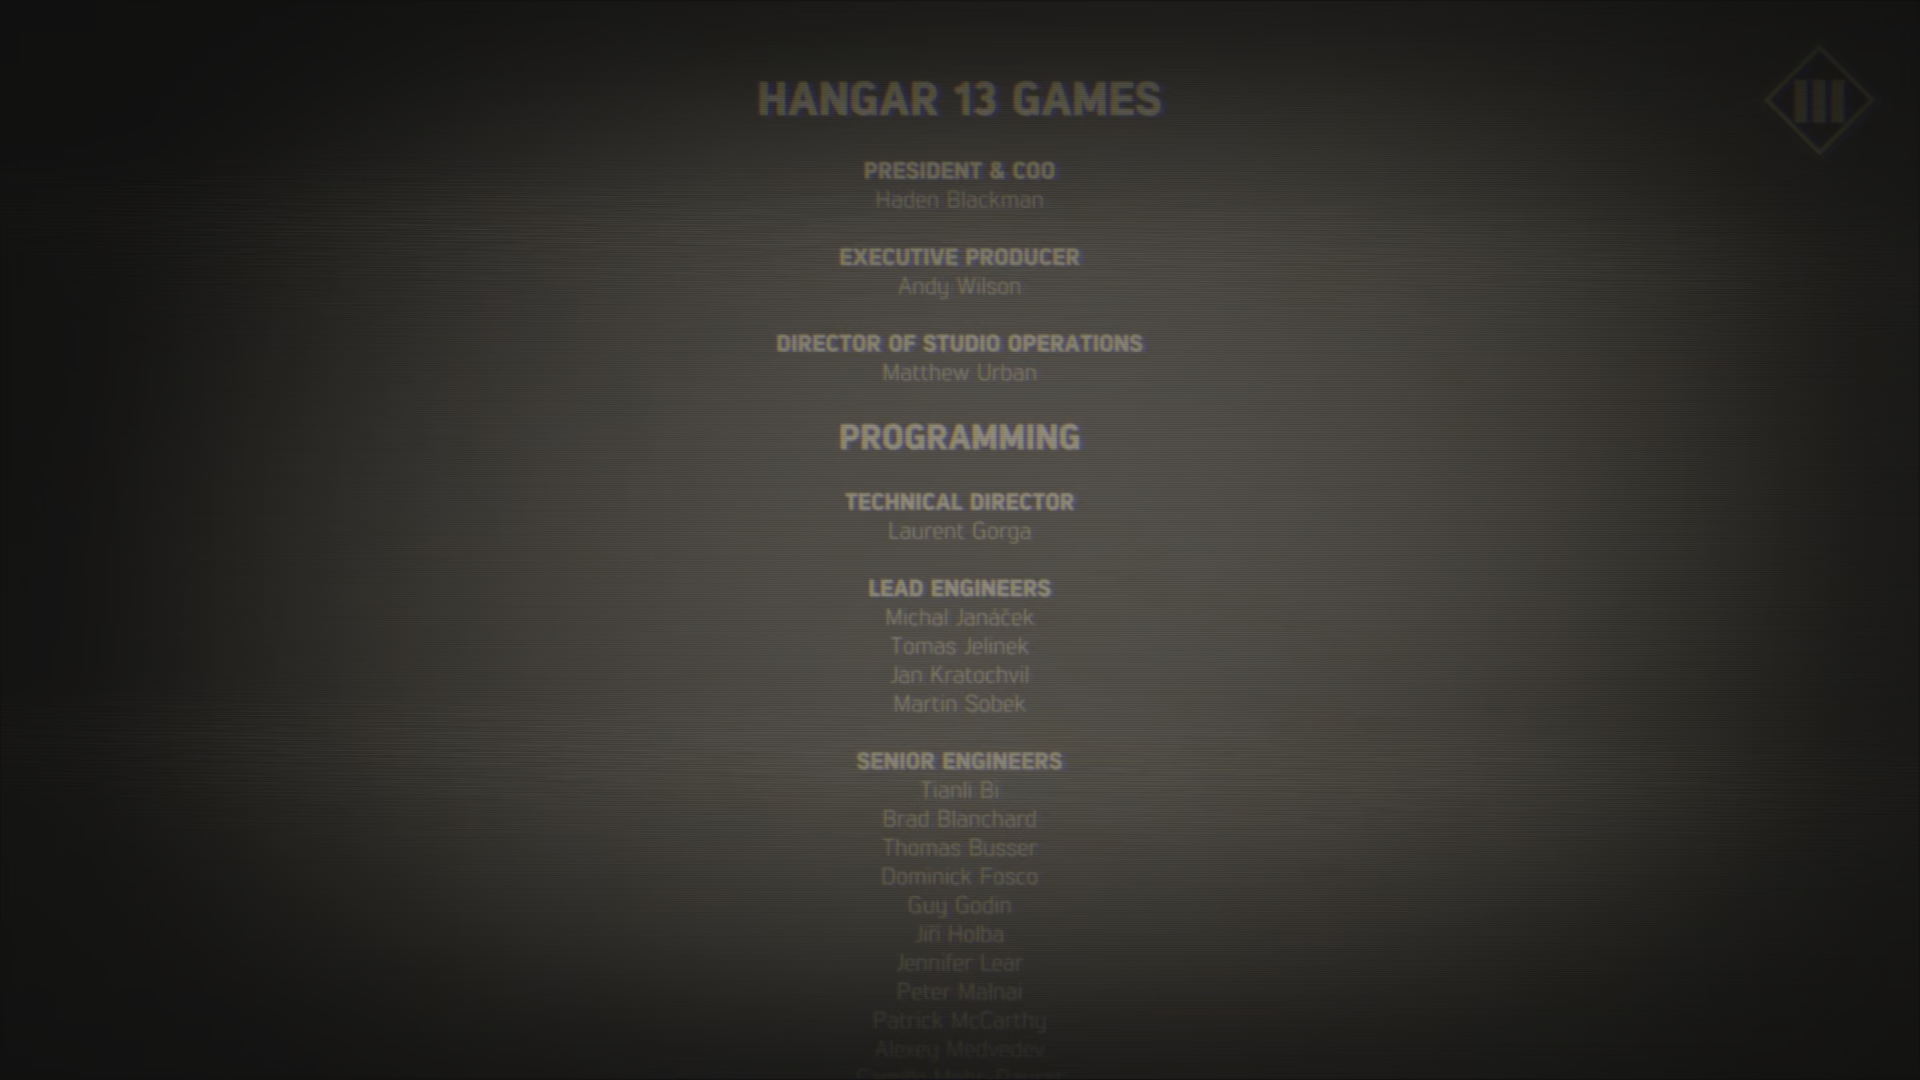 HANGAR 13 GAMES
III
PRESIDENT & COO
Haden Blackman
EXECUTIVE PRODUCER
Andy Wilson
DIRECTOR OF STUDIO OPERATIONS
Matthew Urban
PROGRAMMING
TECHNICAL DIRECTOR
Laurent Gorga
LEAD ENGINEERS
Michal Janáček
Tomas Jelinek
Jan Kratochvil
Martin Sobek
SENIOR ENGINEERS
Tianli Bi
Brad Blanchard
Thomas Busser
Dominick Fosco
Guy Godin
Jiří Holba
Jennifer Lear
Peter Malnai
Patrick McCarthy
Alexey Medvedev